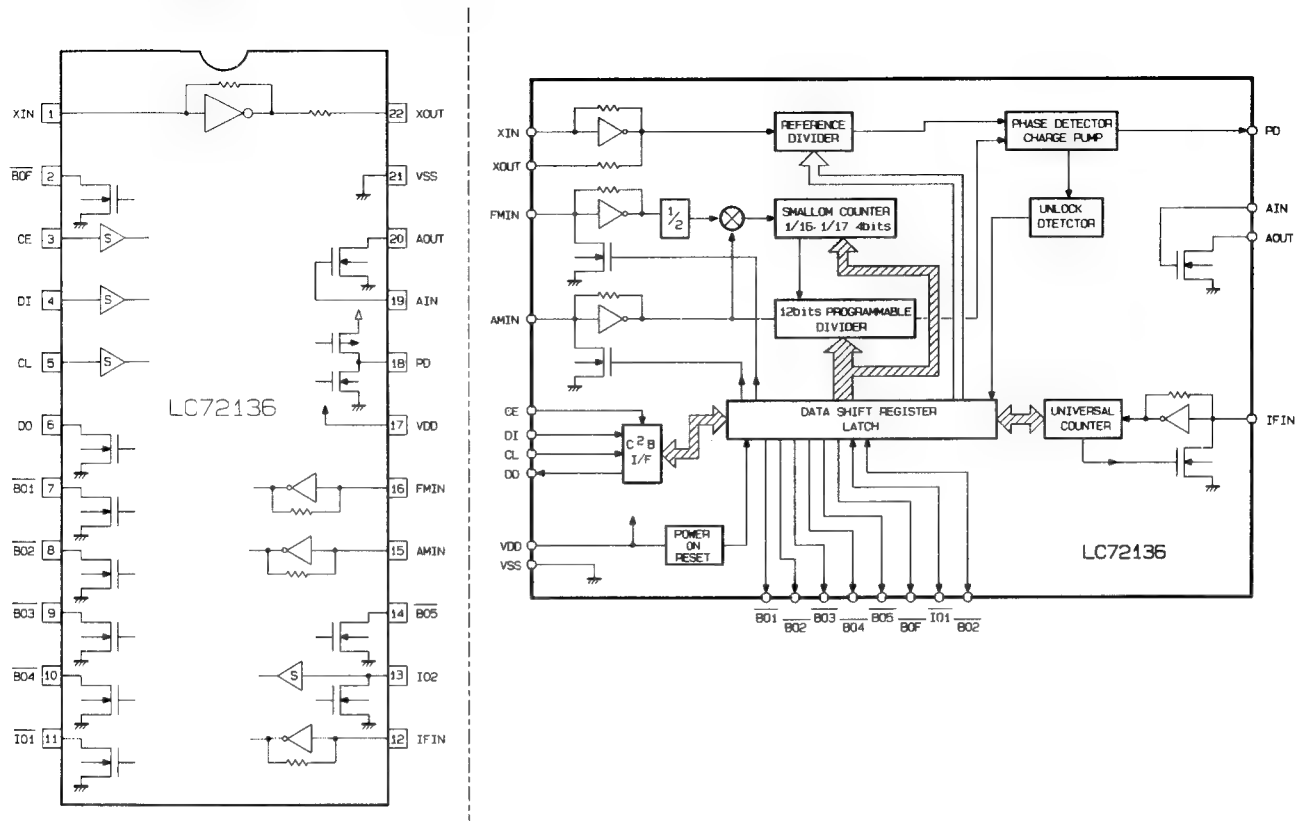 XIN 1 22 XOUT
BOF 2 21 VSS
CE 3 S 20 AOUT
DI 4 S 19 AIN
CL 5 S 18 PD
LC72136
DO 6 17 VDD
BO1 7 16 FMIN
BO2 8 15 AMIN
BO3 9 14 BO5
BO4 10 S 13 IO2
IO1 11 12 IFIN
XIN
XOUT
REFERENCE
DIVIDER
PHASE DETECTOR
CHARGE PUMP
PD
FMIN
1/2
SMALLOM COUNTER
1/16, 1/17 4bits
UNLOCK
DTETCTOR
AIN
AOUT
AMIN
12bits PROGRAMMABLE
DIVIDER
CE
DI
CL
DO
C2B
I/F
DATA SHIFT REGISTER
LATCH
UNIVERSAL
COUNTER
IFIN
VDD
VSS
POWER
ON
RESET
LC72136
BO1 BO2 BO3 BO4 BO5 BOF IO1 BO2